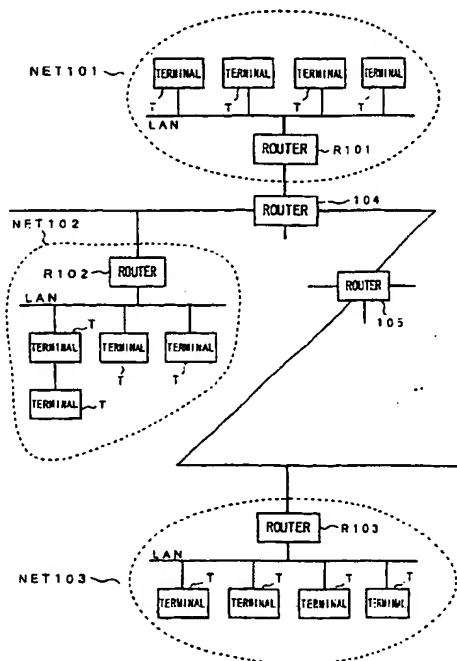 NET101
TERMINAL TERMINAL TERMINAL TERMINAL
T T T T
LAN
ROUTER R101
ROUTER 104
NET102
R102 ROUTER
ROUTER
105
LAN
T
TERMINAL TERMINAL TERMINAL
T T
TERMINAL T
ROUTER R103
LAN
T T T T
NET103
TERMINAL TERMINAL TERMINAL TERMINAL